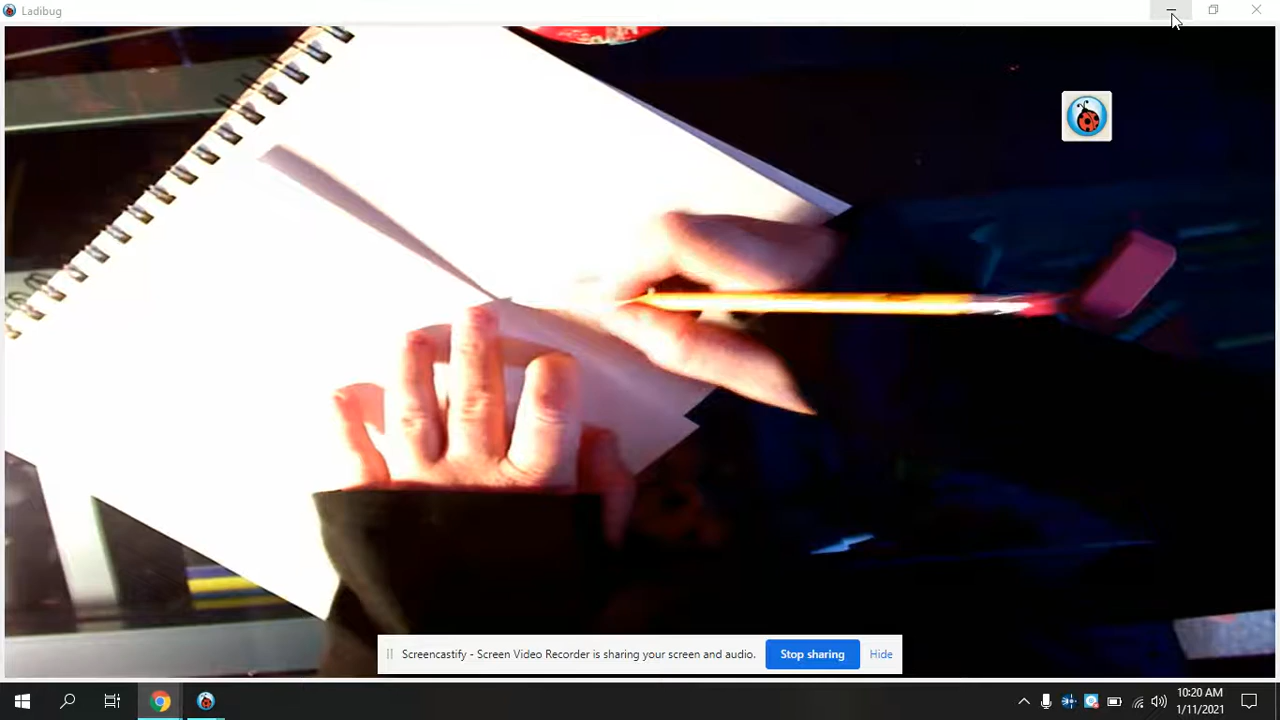 Ladibug
Screencastify - Screen Video Recorder is sharing your screen and audio.
Stop sharing
Hide
10:20 AM
1/11/2021